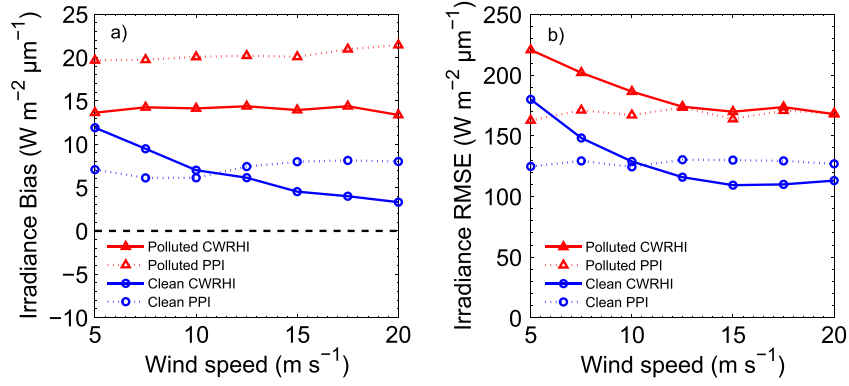 a)
Irradiance Bias (W m−2 μm−1)
25
20
15
10
5
0
−5
−10
Polluted CWRHI
Polluted PPI
Clean CWRHI
Clean PPI
5 10 15 20
Wind speed (m s−1)
b)
Irradiance RMSE (W m−2 μm−1)
250
200
150
100
50
0
Polluted CWRHI
Polluted PPI
Clean CWRHI
Clean PPI
5 10 15 20
Wind speed (m s−1)